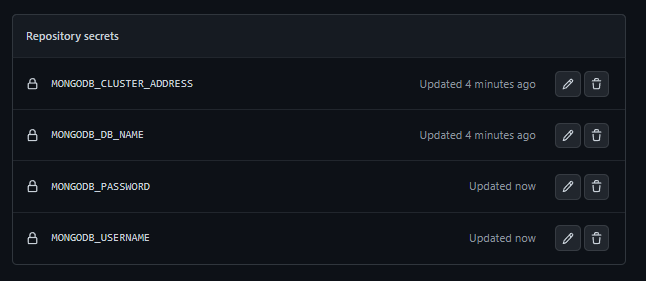 Repository secrets
MONGODB_CLUSTER_ADDRESS Updated 4 minutes ago
MONGODB_DB_NAME Updated 4 minutes ago
MONGODB_PASSWORD Updated now
MONGODB_USERNAME Updated now